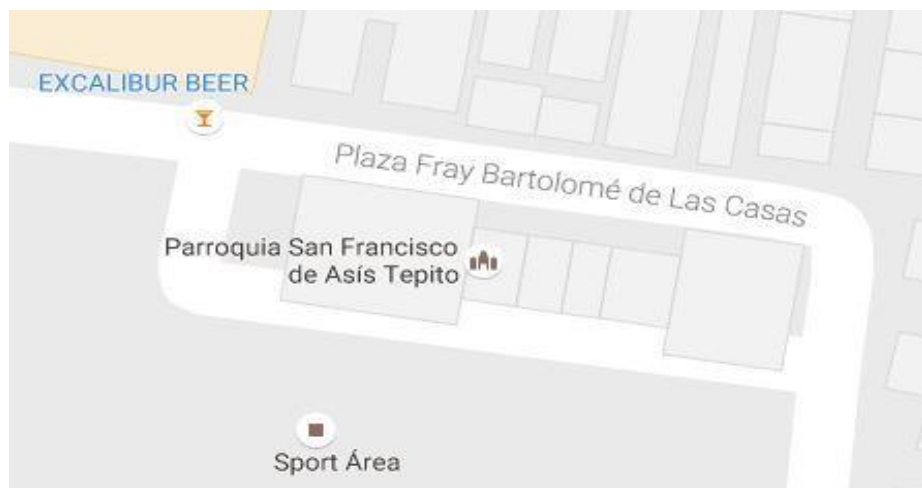 EXCALIBUR BEER
Plaza Fray Bartolomé de Las Casas
Parroquia San Francisco
de Asís Tepito
Sport Área